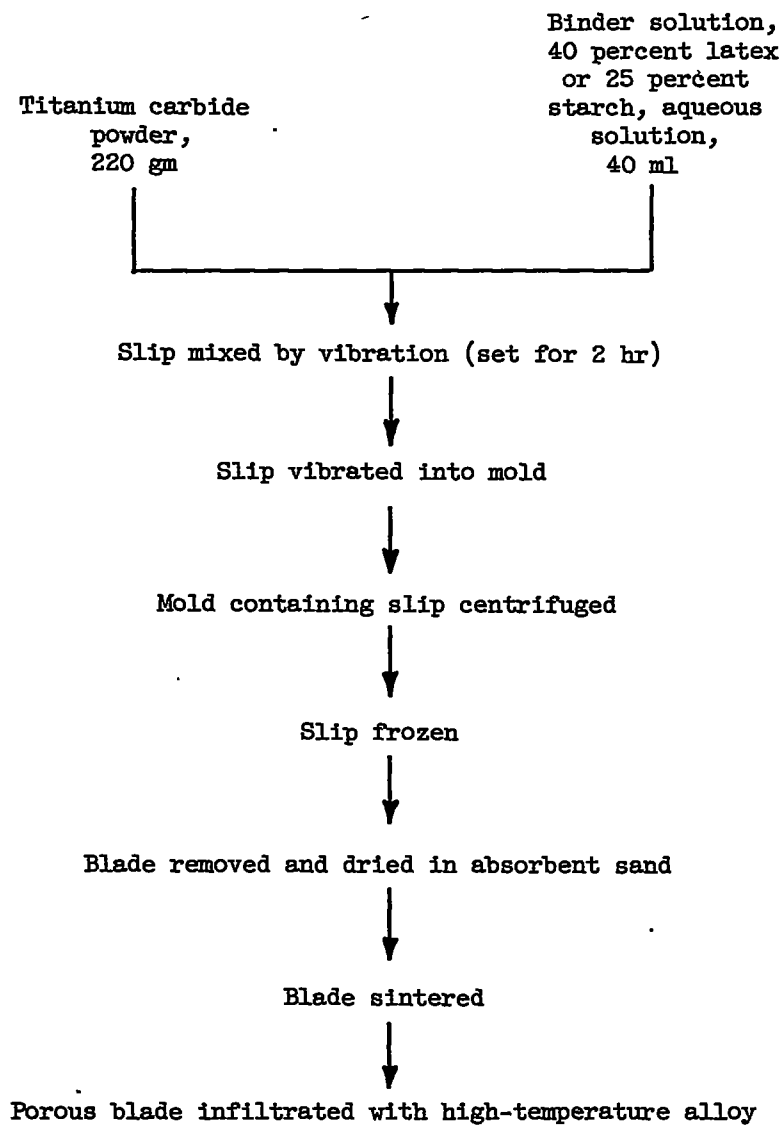 Titanium carbide
powder,
220 gm
Binder solution,
40 percent latex
or 25 percent
starch, aqueous
solution,
40 ml
Slip mixed by vibration (set for 2 hr)
Slip vibrated into mold
Mold containing slip centrifuged
Slip frozen
Blade removed and dried in absorbent sand
Blade sintered
Porous blade infiltrated with high-temperature alloy